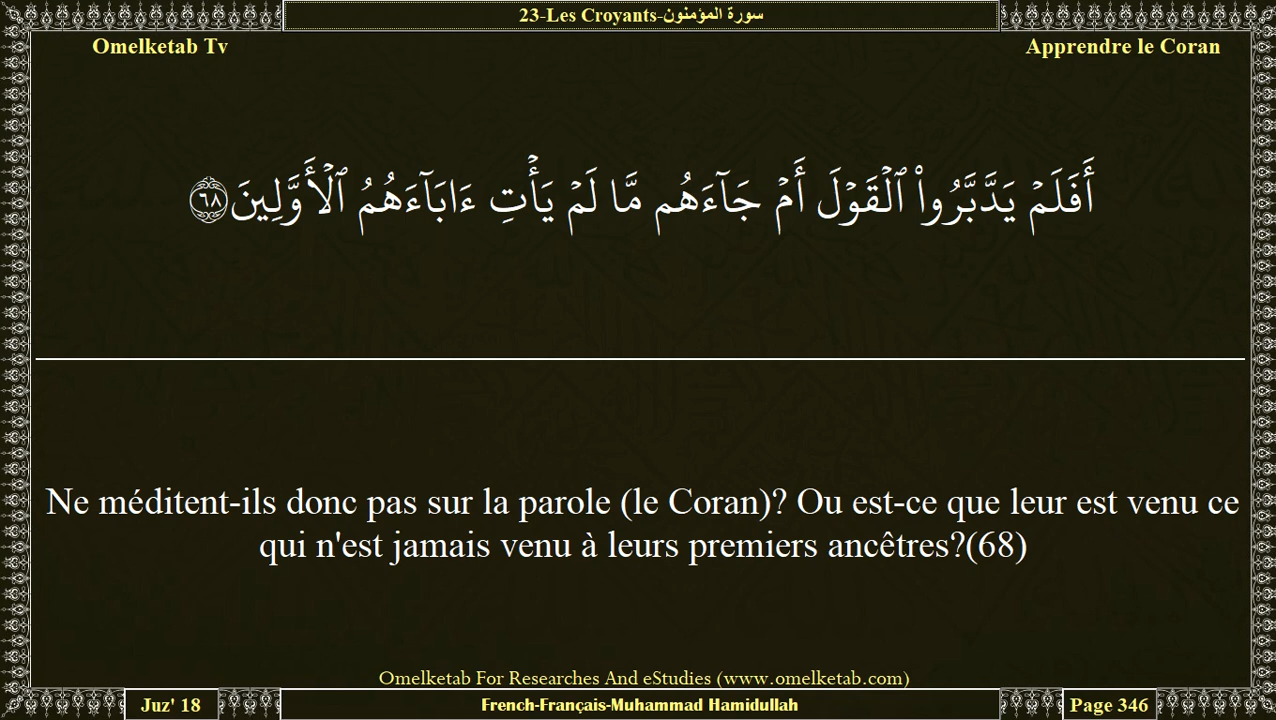 23-Les Croyants-سورة المؤمنون
Omelketab Tv
Apprendre le Coran
أَفَلَمۡ يَدَّبَّرُواْ ٱلۡقَوۡلَ أَمۡ جَآءَهُم مَّا لَمۡ يَأۡتِ ءَابَآءَهُمُ ٱلۡأَوَّلِينَ ٦٨
Ne méditent-ils donc pas sur la parole (le Coran)? Ou est-ce que leur est venu ce
qui n'est jamais venu à leurs premiers ancêtres?(68)
Omelketab For Researches And eStudies (www.omelketab.com)
Juz' 18
French-Français-Muhammad Hamidullah
Page 346